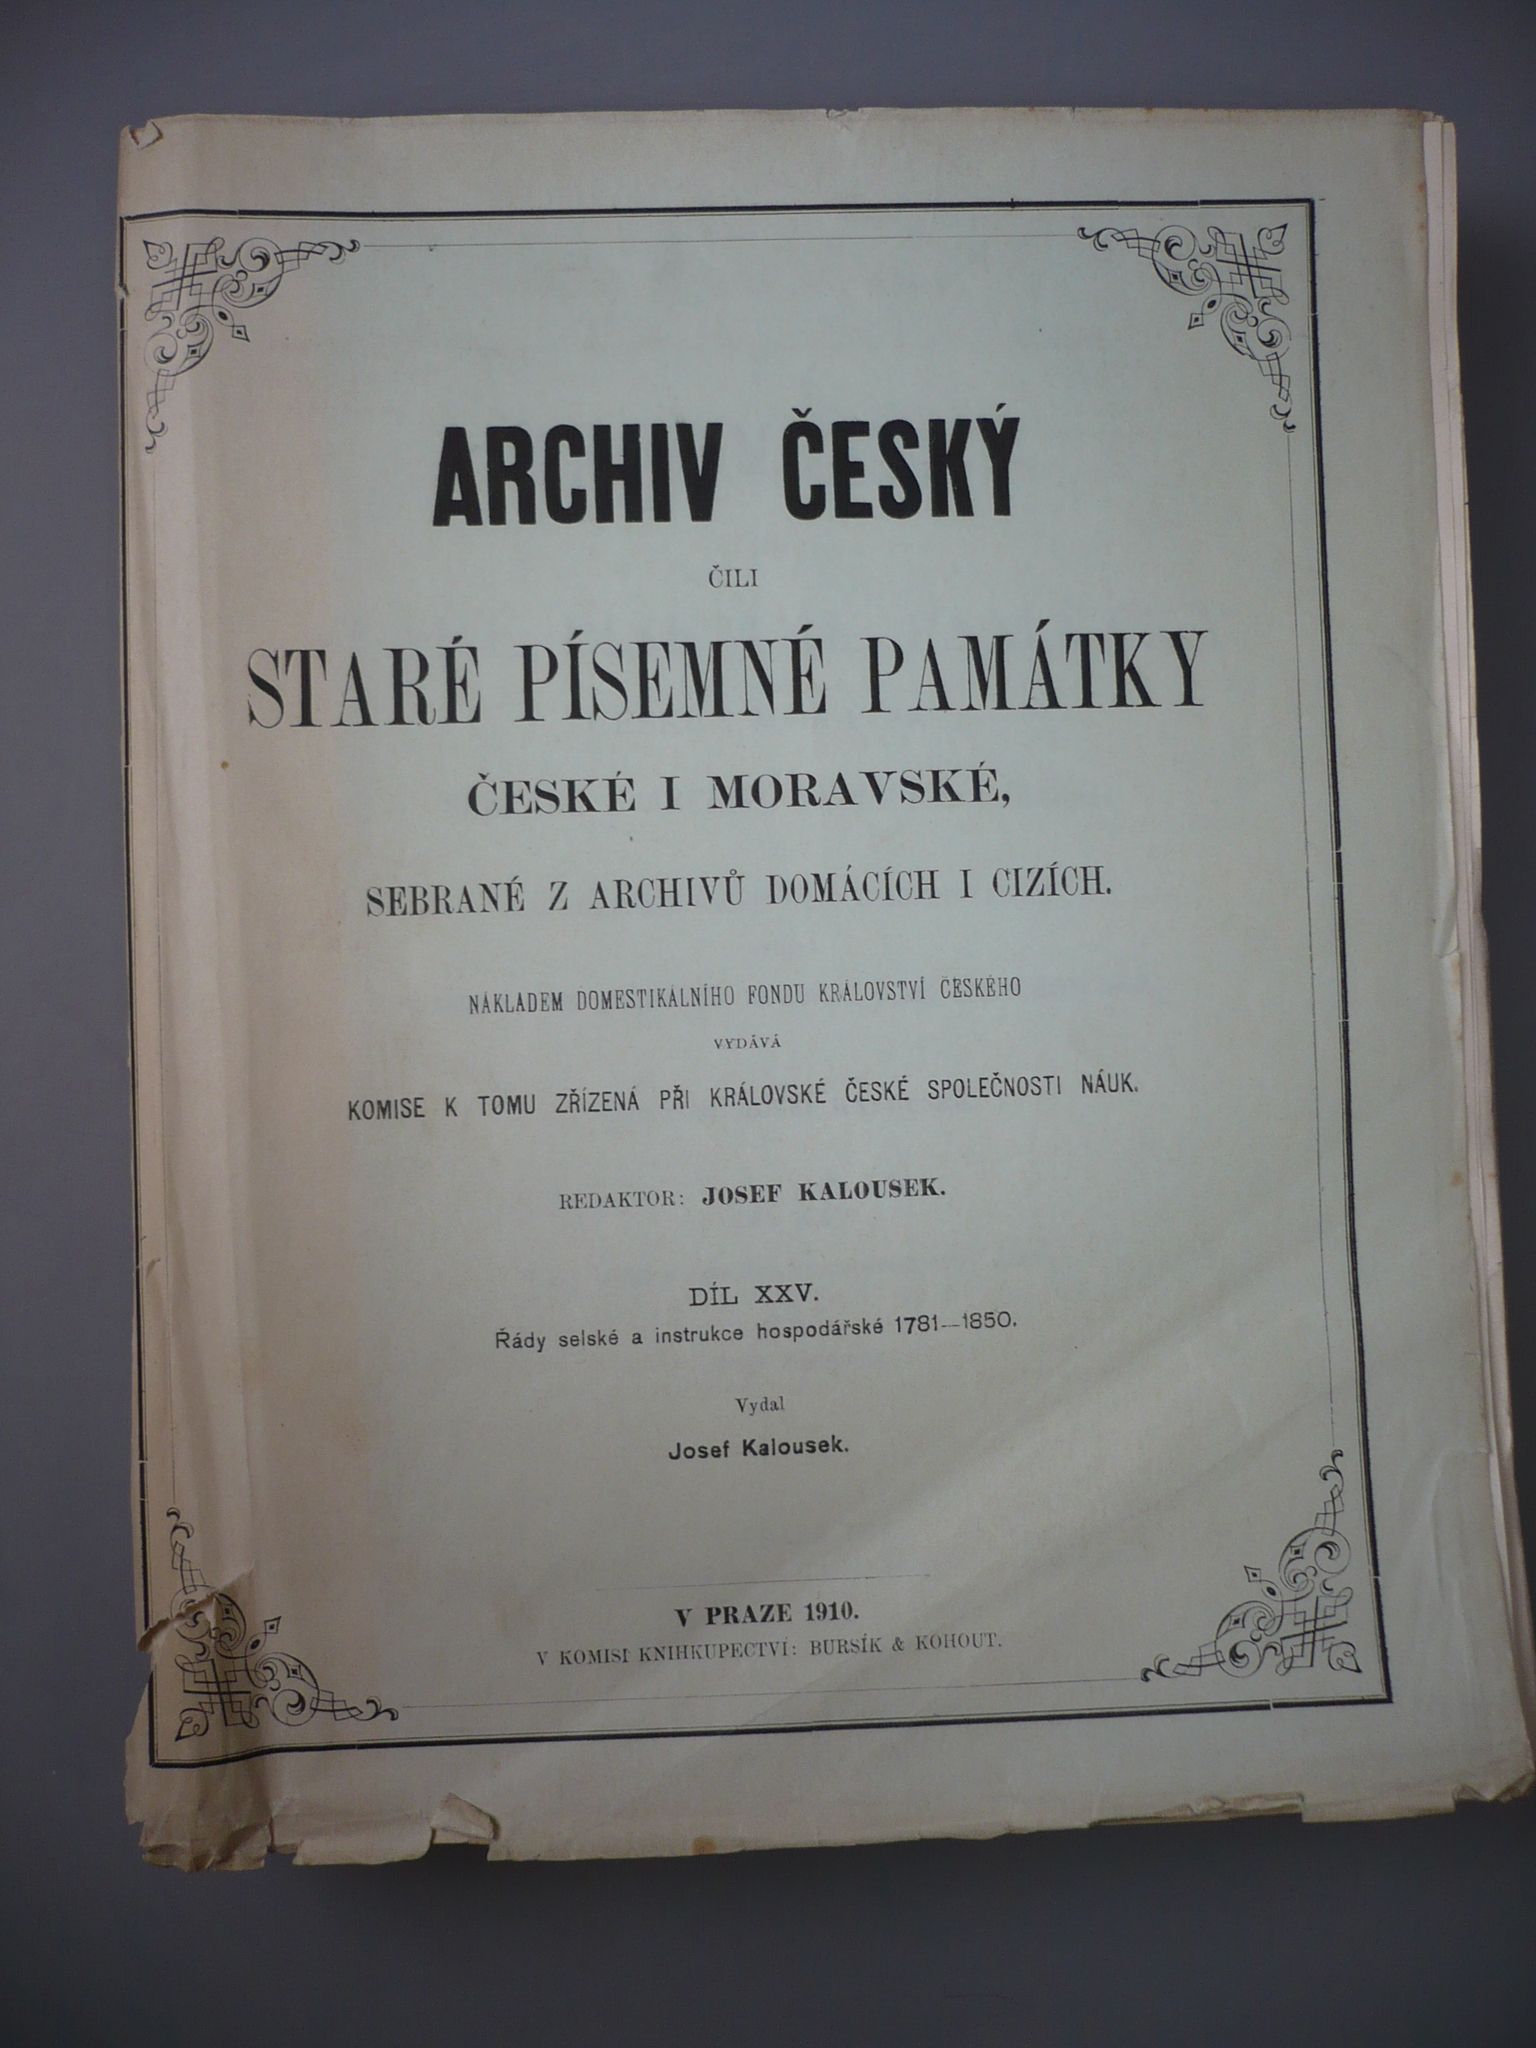 ARCHIV ČESKÝ
ČILI
STARÉ PÍSEMNÉ PAMÁTKY
ČESKÉ I MORAVSKÉ,
SEBRANÉ Z ARCHIVŮ DOMÁCÍCH I CIZÍCH.
NÁKLADEM DOMESTIKÁLNÍHO FONDU KRÁLOVSTVÍ ČESKÉHO
VYDÁVÁ
KOMISE K TOMU ZŘÍZENÁ PŘI KRÁLOVSKÉ ČESKÉ SPOLEČNOSTI NÁUK.
REDAKTOR: JOSEF KALOUSEK.
DÍL XXV.
Řády selské a instrukce hospodářské 1781—1850.
Vydal
Josef Kalousek.
V PRAZE 1910.
V KOMISI KNIHKUPECTVÍ: BURSÍK & KOHOUT.